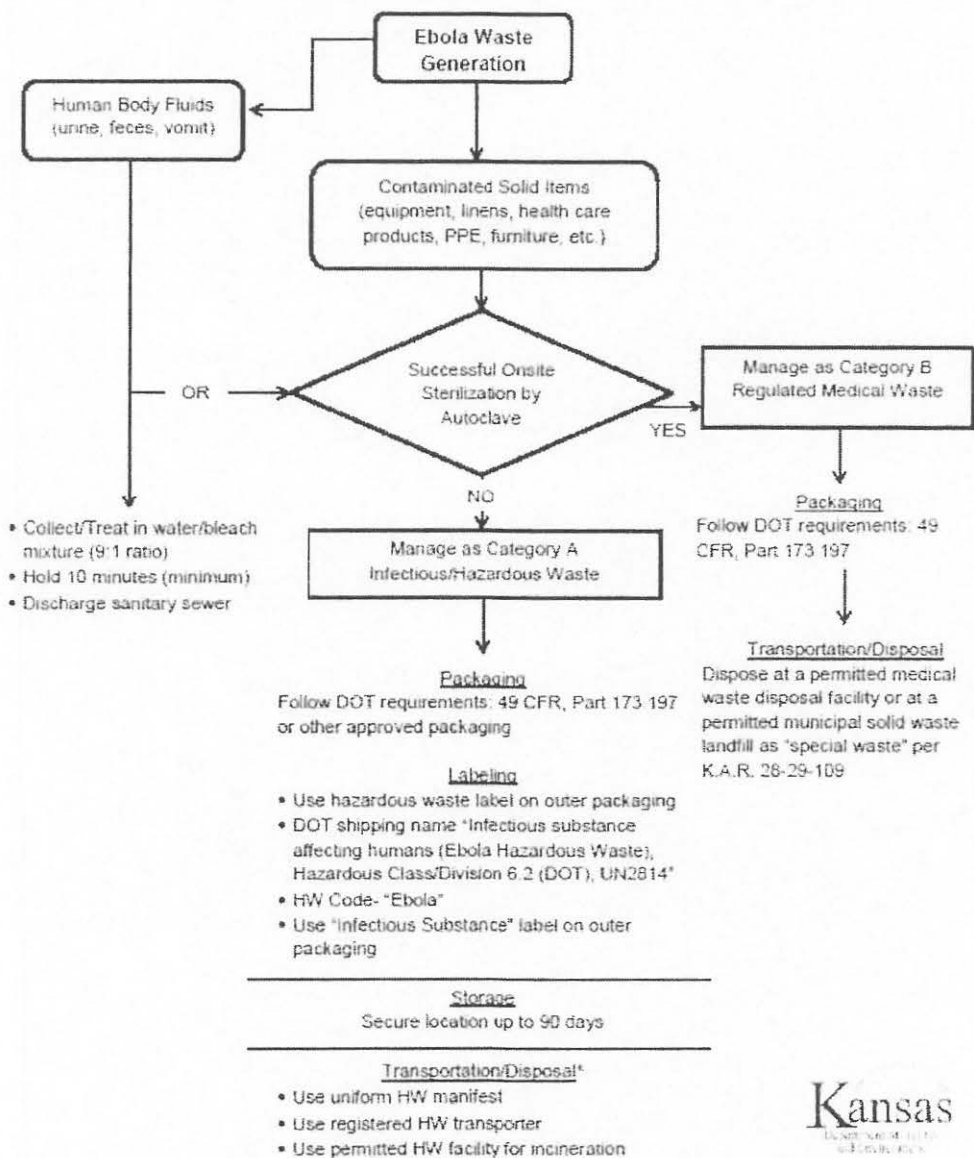 Ebola Waste
Generation
Human Body Fluids
(urine, feces, vomit)
Contaminated Solid Items
(equipment, linens, health care
products, PPE, furniture, etc.)
Successful Onsite
Sterilization by
Autoclave
OR
YES
NO
Manage as Category B
Regulated Medical Waste
Packaging
Follow DOT requirements: 49
CFR, Part 173 197
Transportation/Disposal
Dispose at a permitted medical
waste disposal facility or at a
permitted municipal solid waste
landfill as "special waste" per
K.A.R. 28-29-109
• Collect/Treat in water/bleach
mixture (9:1 ratio)
• Hold 10 minutes (minimum)
• Discharge sanitary sewer
Manage as Category A
Infectious/Hazardous Waste
Packaging
Follow DOT requirements: 49 CFR, Part 173 197
or other approved packaging
Labeling
• Use hazardous waste label on outer packaging
• DOT shipping name "Infectious substance
affecting humans (Ebola Hazardous Waste),
Hazardous Class/Division 6.2 (DOT), UN2814"
• HW Code- "Ebola"
• Use "Infectious Substance" label on outer
packaging
Storage
Secure location up to 90 days
Transportation/Disposal*
• Use uniform HW manifest
• Use registered HW transporter
• Use permitted HW facility for incineration
Kansas